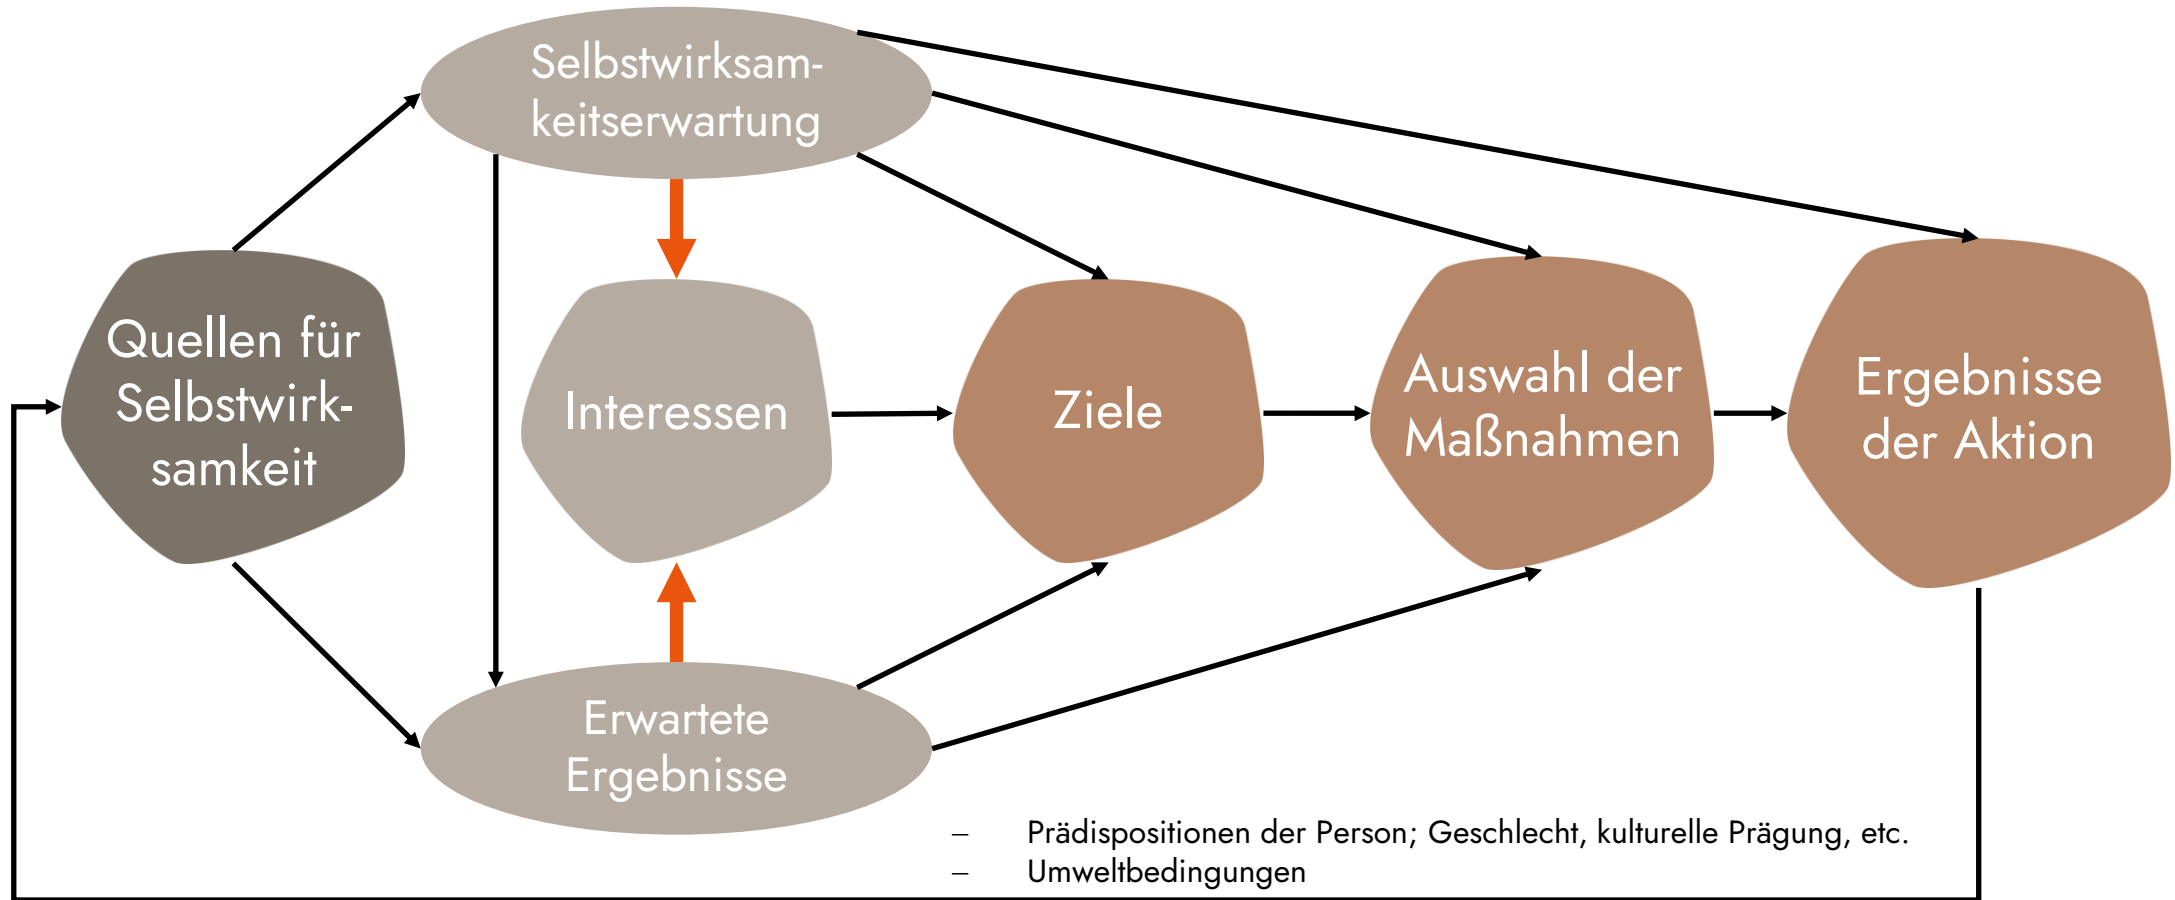 Selbstwirksam-
keitserwartung
Quellen für
Selbstwirk-
samkeit
Interessen
Ziele
Auswahl der
Maßnahmen
Ergebnisse
der Aktion
Erwartete
Ergebnisse
– Prädispositionen der Person; Geschlecht, kulturelle Prägung, etc.
– Umweltbedingungen